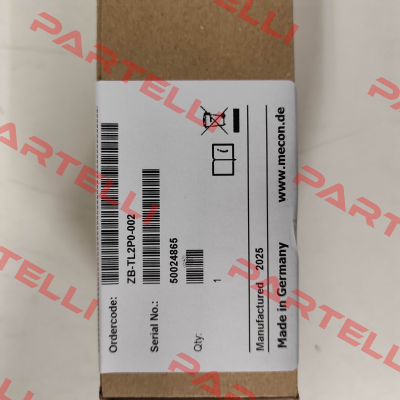 Ordercode:
ZB-TL2P0-002
Serial No.:
50024865
Qty:
1
Manufactured 2025
Made in Germany
www.mecon.de
PARTELLI
PARTELLI
PARTELLI
PARTELLI